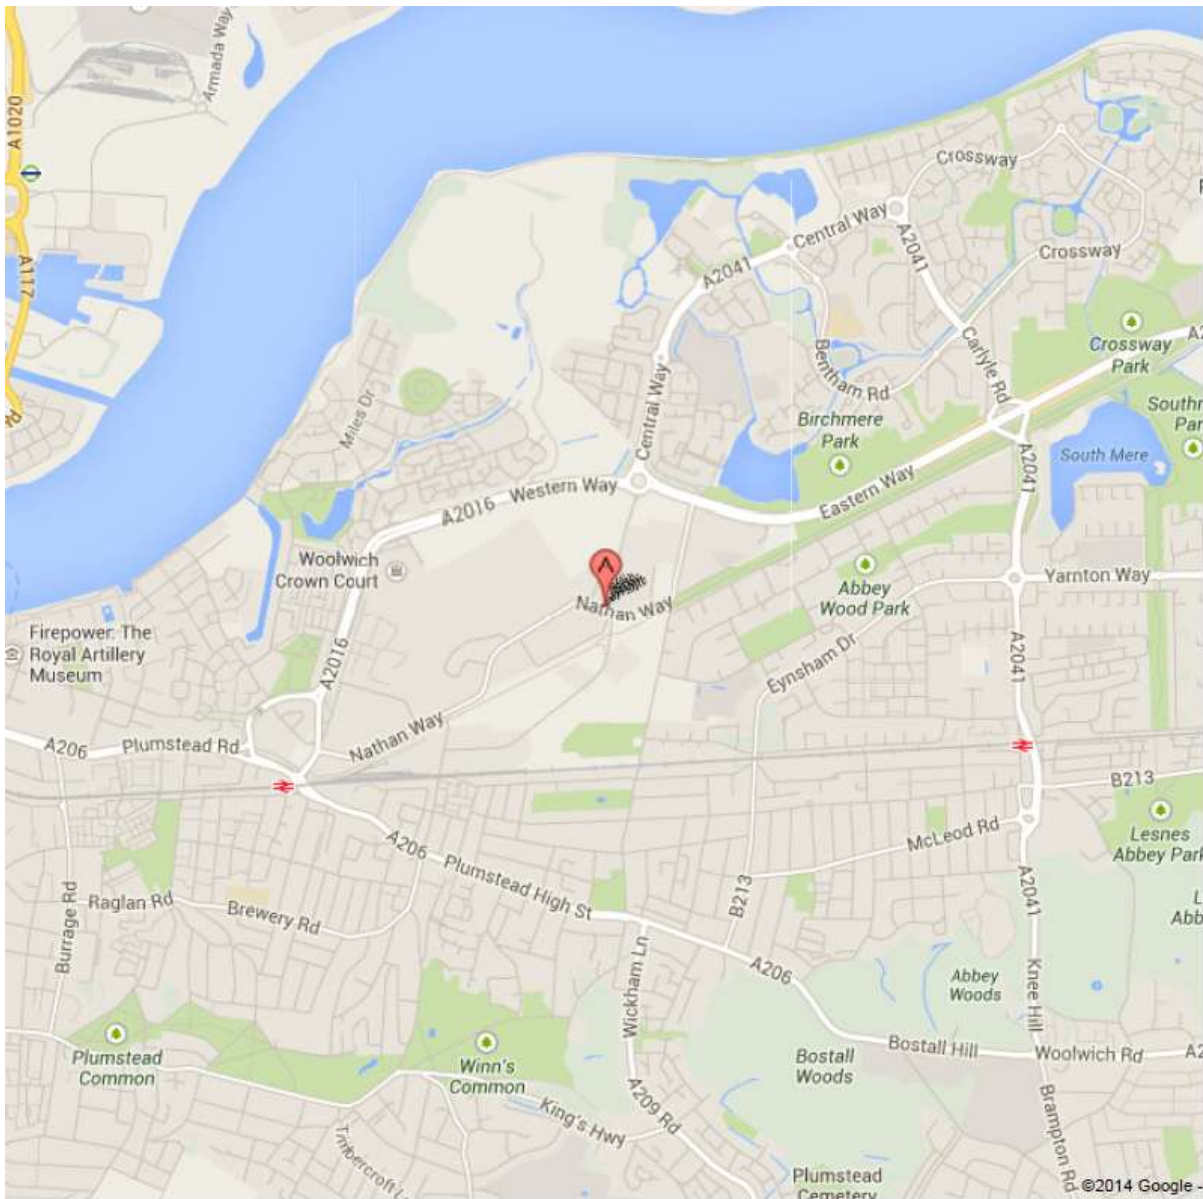 Armada Way
A1020
A117
Rd
Crossway
Central Way
A2041
Crossway
A2041
Carlyle Rd
Crossway
Park
Bentham Rd
Miles Dr
Central Way
Birchmere
Park
South Mere
A2041
Eastern Way
A2016
Western Way
Woolwich
Crown Court
A
Nathan Way
Abbey
Wood Park
Yarnton Way
Firepower: The
Royal Artillery
Museum
A2016
Eynsham Dr
A2041
Nathan Way
A206
Plumstead Rd
B213
A206
Plumstead High St
McLeod Rd
Lesnes
Abbey Park
Raglan Rd
Brewery Rd
Burrage Rd
B213
A2041
Wickham Ln
A206
Abbey
Woods
Knee Hill
Plumstead
Common
Winn's
Common
Bostall
Woods
Bostall Hill
Woolwich Rd
King's Hwy
A209 Rd
Brampton Rd
Timbercroft L
Plumstead
Cemetery
©2014 Google -